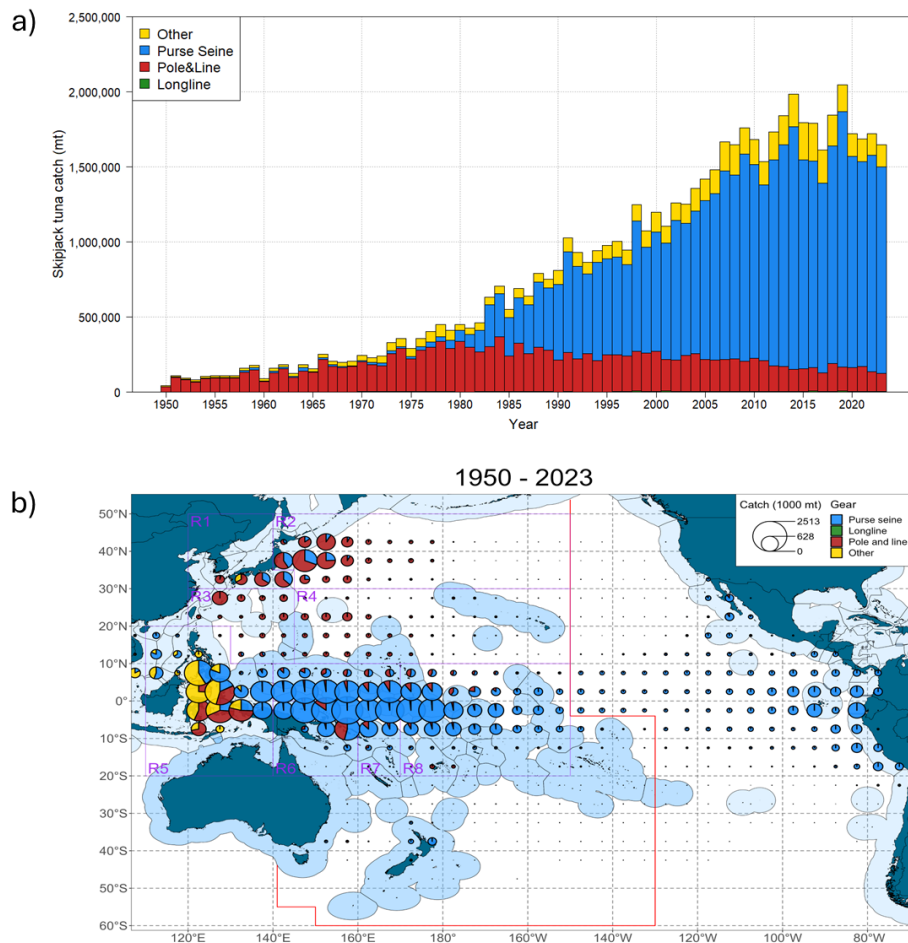 a)
2,500,000
2,000,000
1,500,000
1,000,000
500,000
0
Skipjack tuna catch (mt)
Other
Purse Seine
Pole&Line
Longline
1950 1955 1960 1965 1970 1975 1980 1985 1990 1995 2000 2005 2010 2015 2020
Year
b)
1950 - 2023
50°N
40°N
30°N
20°N
10°N
0°
10°S
20°S
30°S
40°S
50°S
60°S
R1 R2
R3 R4
R5 R6 R7 R8
Catch (1000 mt) Gear
2513
628
0
Purse seine
Longline
Pole and line
Other
120°E 140°E 160°E 180° 160°W 140°W 120°W 100°W 80°W